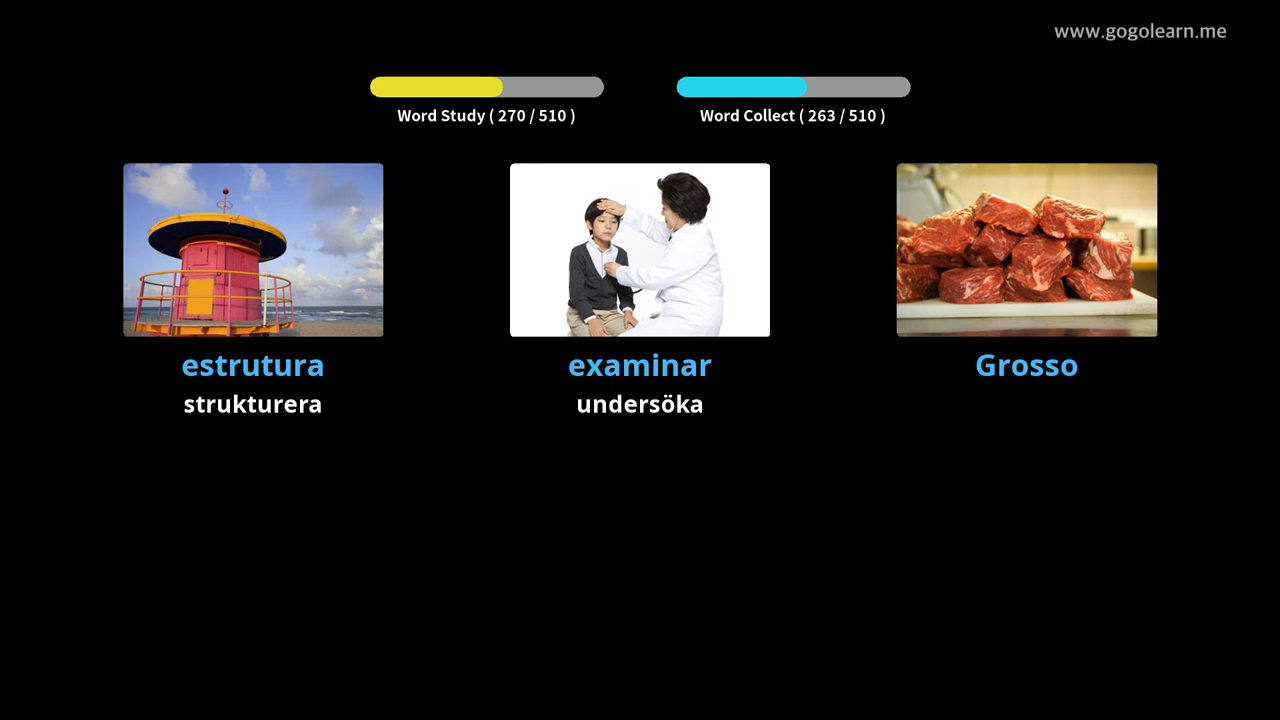 www.gogolearn.me
Word Study ( 270 / 510 )
Word Collect ( 263 / 510 )
estrutura
examinar
Grosso
strukturera
undersöka